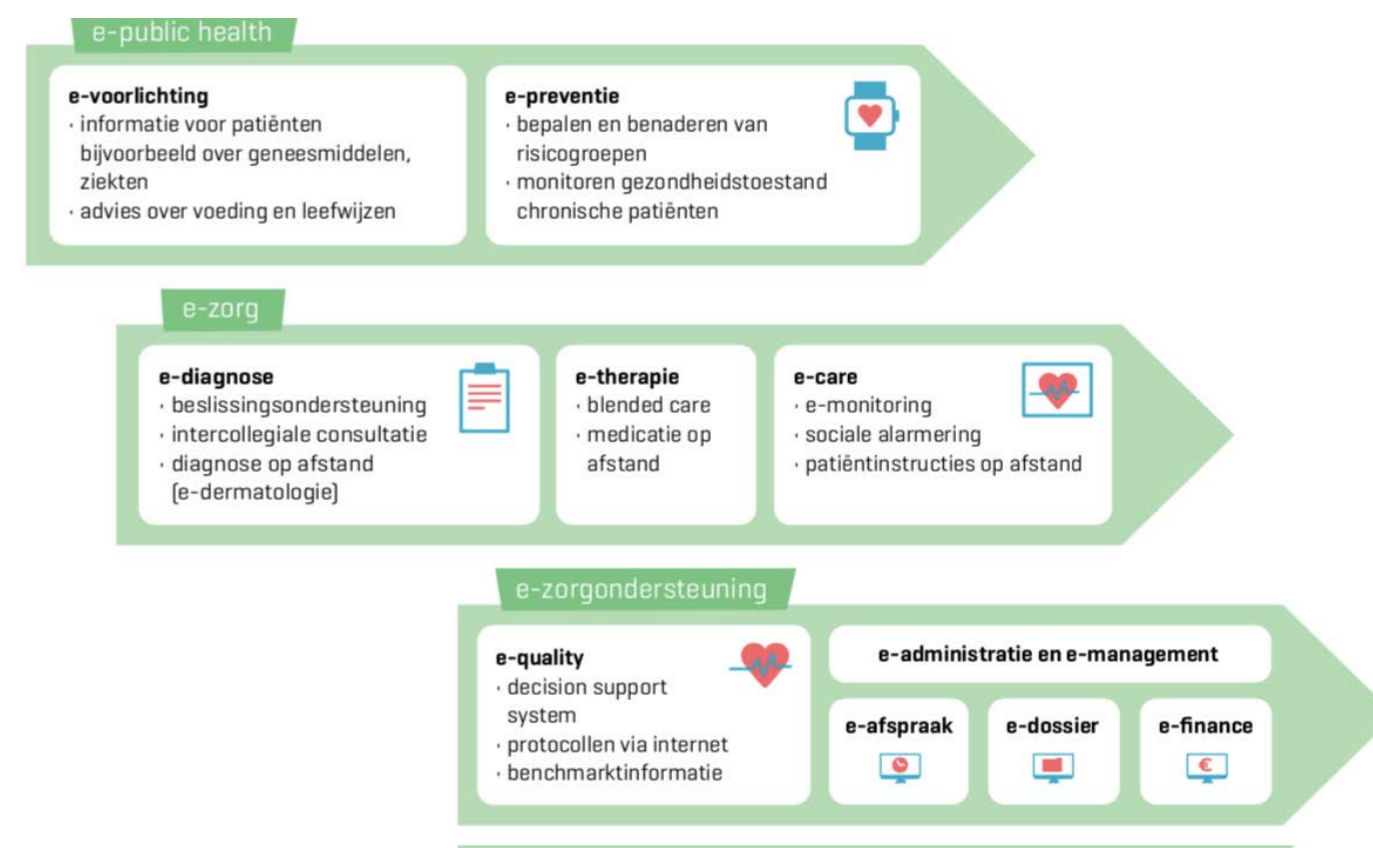 e-public health
e-voorlichting
· informatie voor patiënten
bijvoorbeeld over geneesmiddelen,
ziekten
· advies over voeding en leefwijzen
e-preventie
· bepalen en benaderen van
risicogroepen
· monitoren gezondheidstoestand
chronische patiënten
e-zorg
e-diagnose
· beslissingsondersteuning
· intercollegiale consultatie
· diagnose op afstand
(e-dermatologie)
e-therapie
· blended care
· medicatie op
afstand
e-care
· e-monitoring
· sociale alarmering
· patiëntinstructies op afstand
e-zorgondersteuning
e-quality
· decision support
system
· protocollen via internet
· benchmarktinformatie
e-administratie en e-management
e-afspraak
e-dossier
e-finance
€